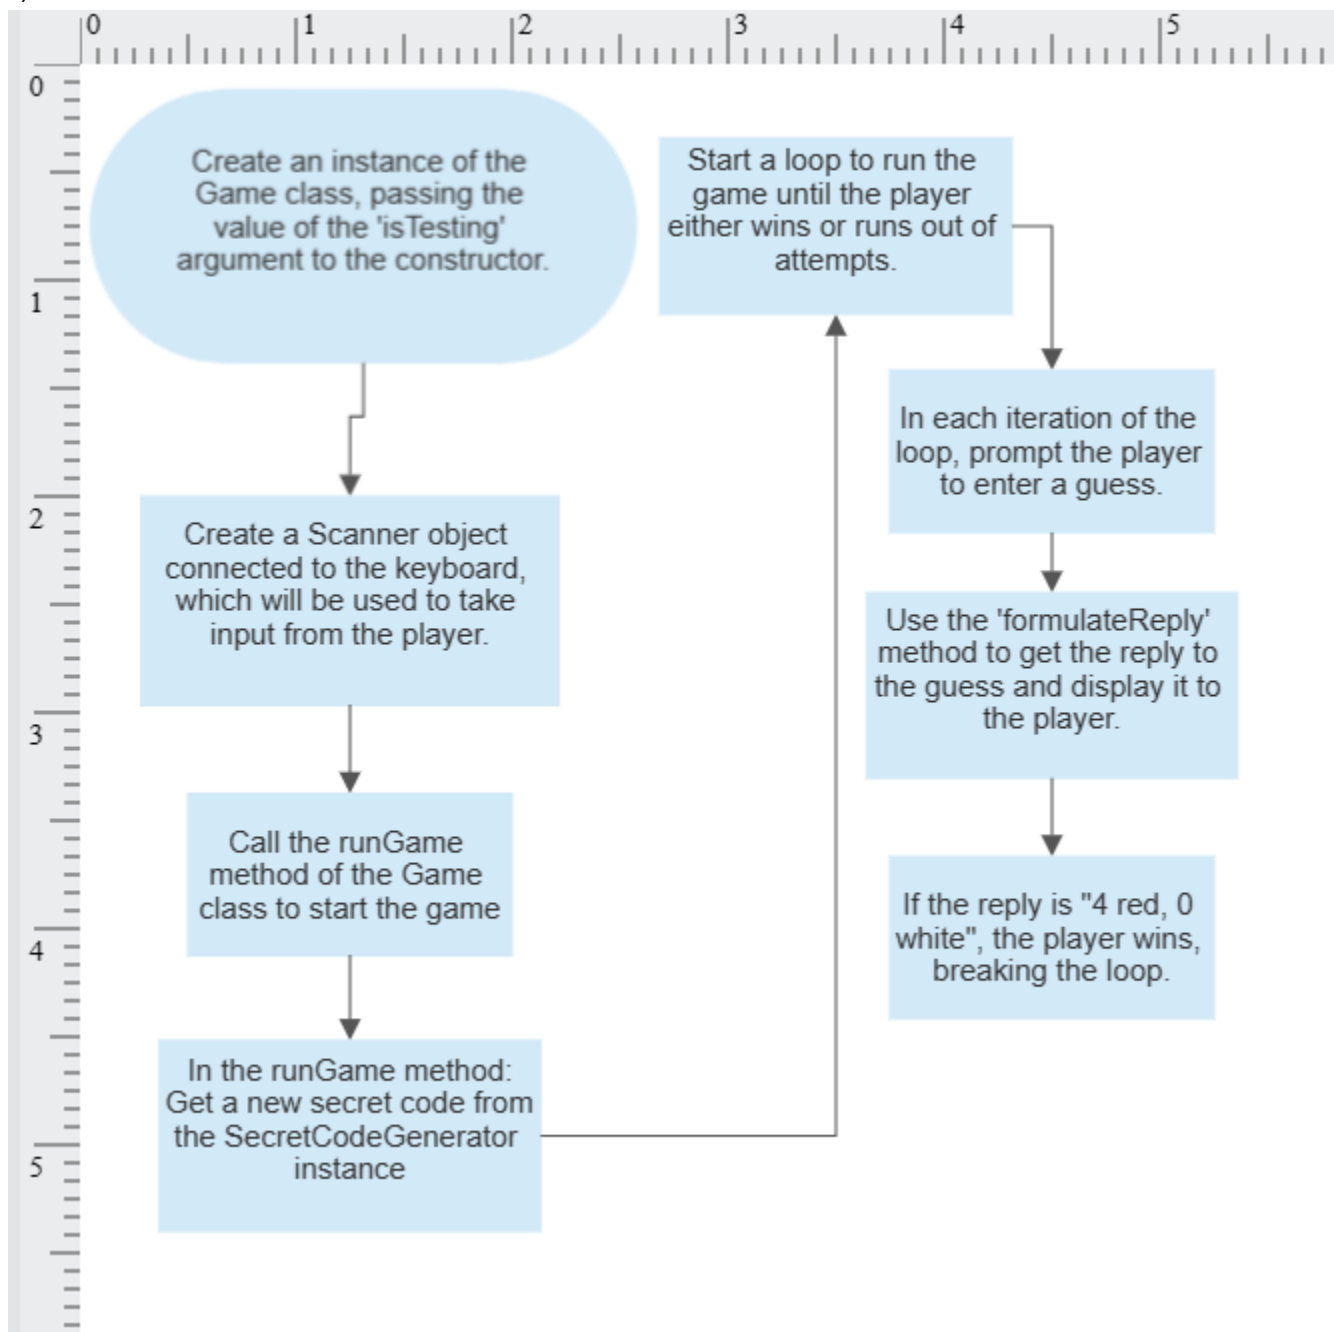 0 1 2 3 4 5
0
1
2
3
4
5
Create an instance of the
Game class, passing the
value of the 'isTesting'
argument to the constructor.
Create a Scanner object
connected to the keyboard,
which will be used to take
input from the player.
Call the runGame
method of the Game
class to start the game
In the runGame method:
Get a new secret code from
the SecretCodeGenerator
instance
Start a loop to run the
game until the player
either wins or runs out of
attempts.
In each iteration of the
loop, prompt the player
to enter a guess.
Use the 'formulateReply'
method to get the reply to
the guess and display it to
the player.
If the reply is "4 red, 0
white", the player wins,
breaking the loop.